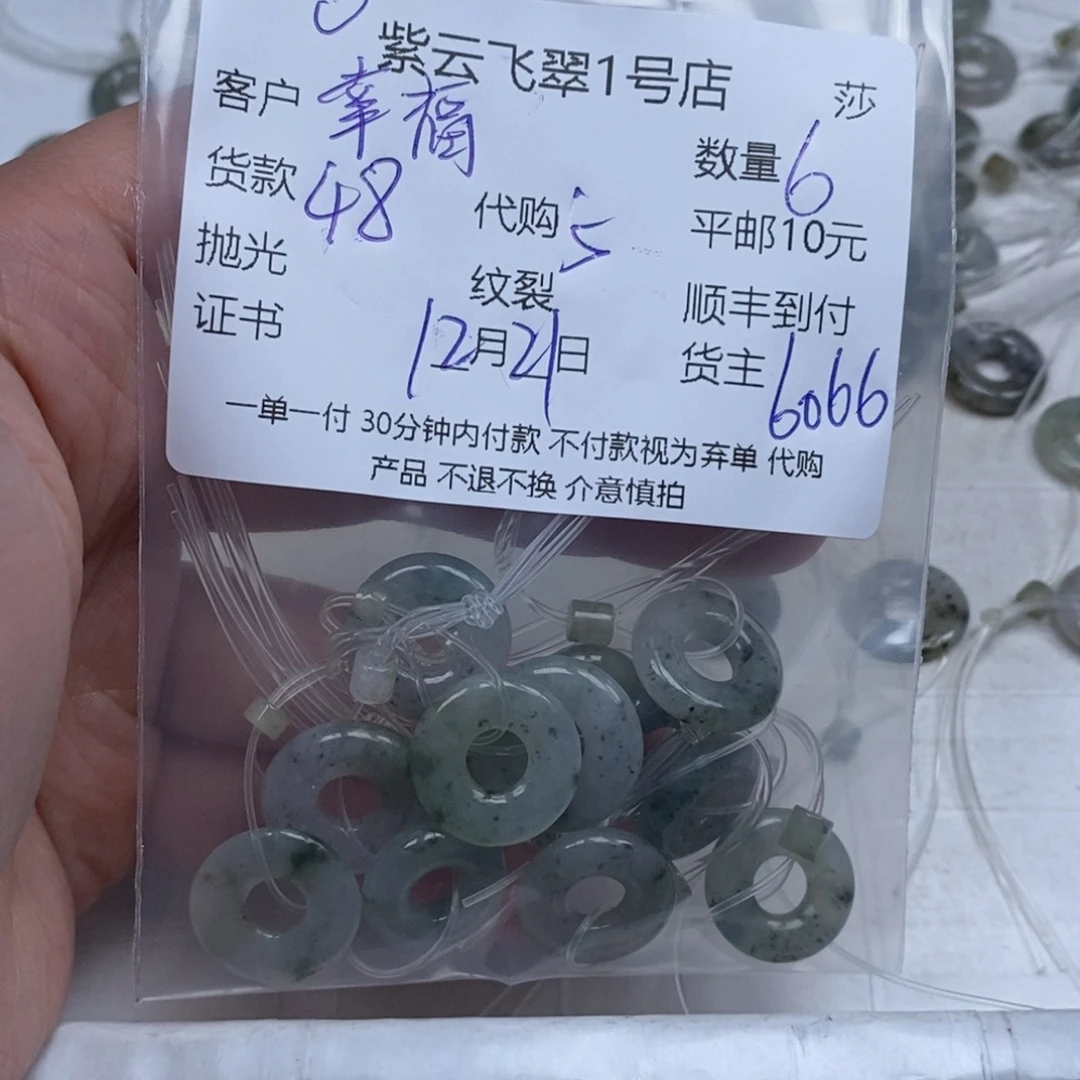 紫云飞翠1号店 莎
客户 幸福 数量 6
货款 48 代购 5 平邮10元
抛光 纹裂 顺丰到付
证书 12月21日 货主 6066
一单一付 30分钟内付款 不付款视为弃单 代购
产品 不退不换 介意慎拍